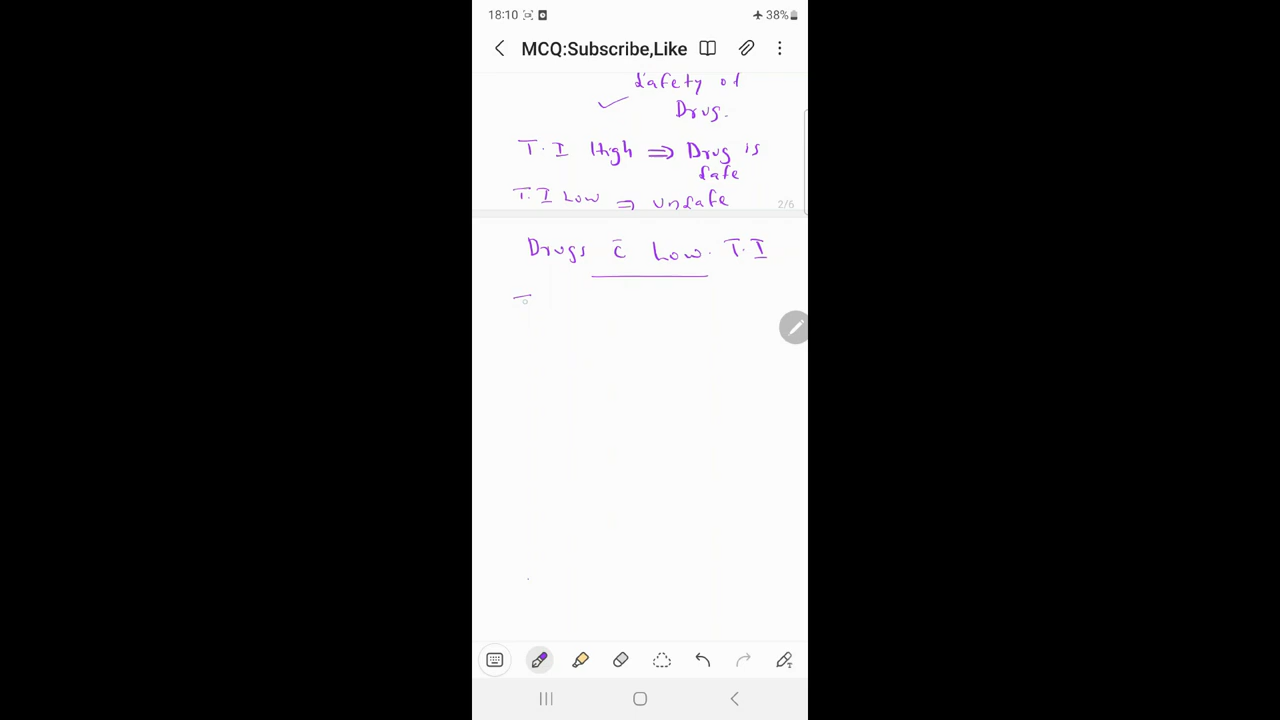 18:10 38%
MCQ:Subscribe,Like
Safety of
Drug.
T.I High ⇒ Drug is
safe
T.I Low ⇒ unsafe
2/6
Drugs c̄ Low. T.I